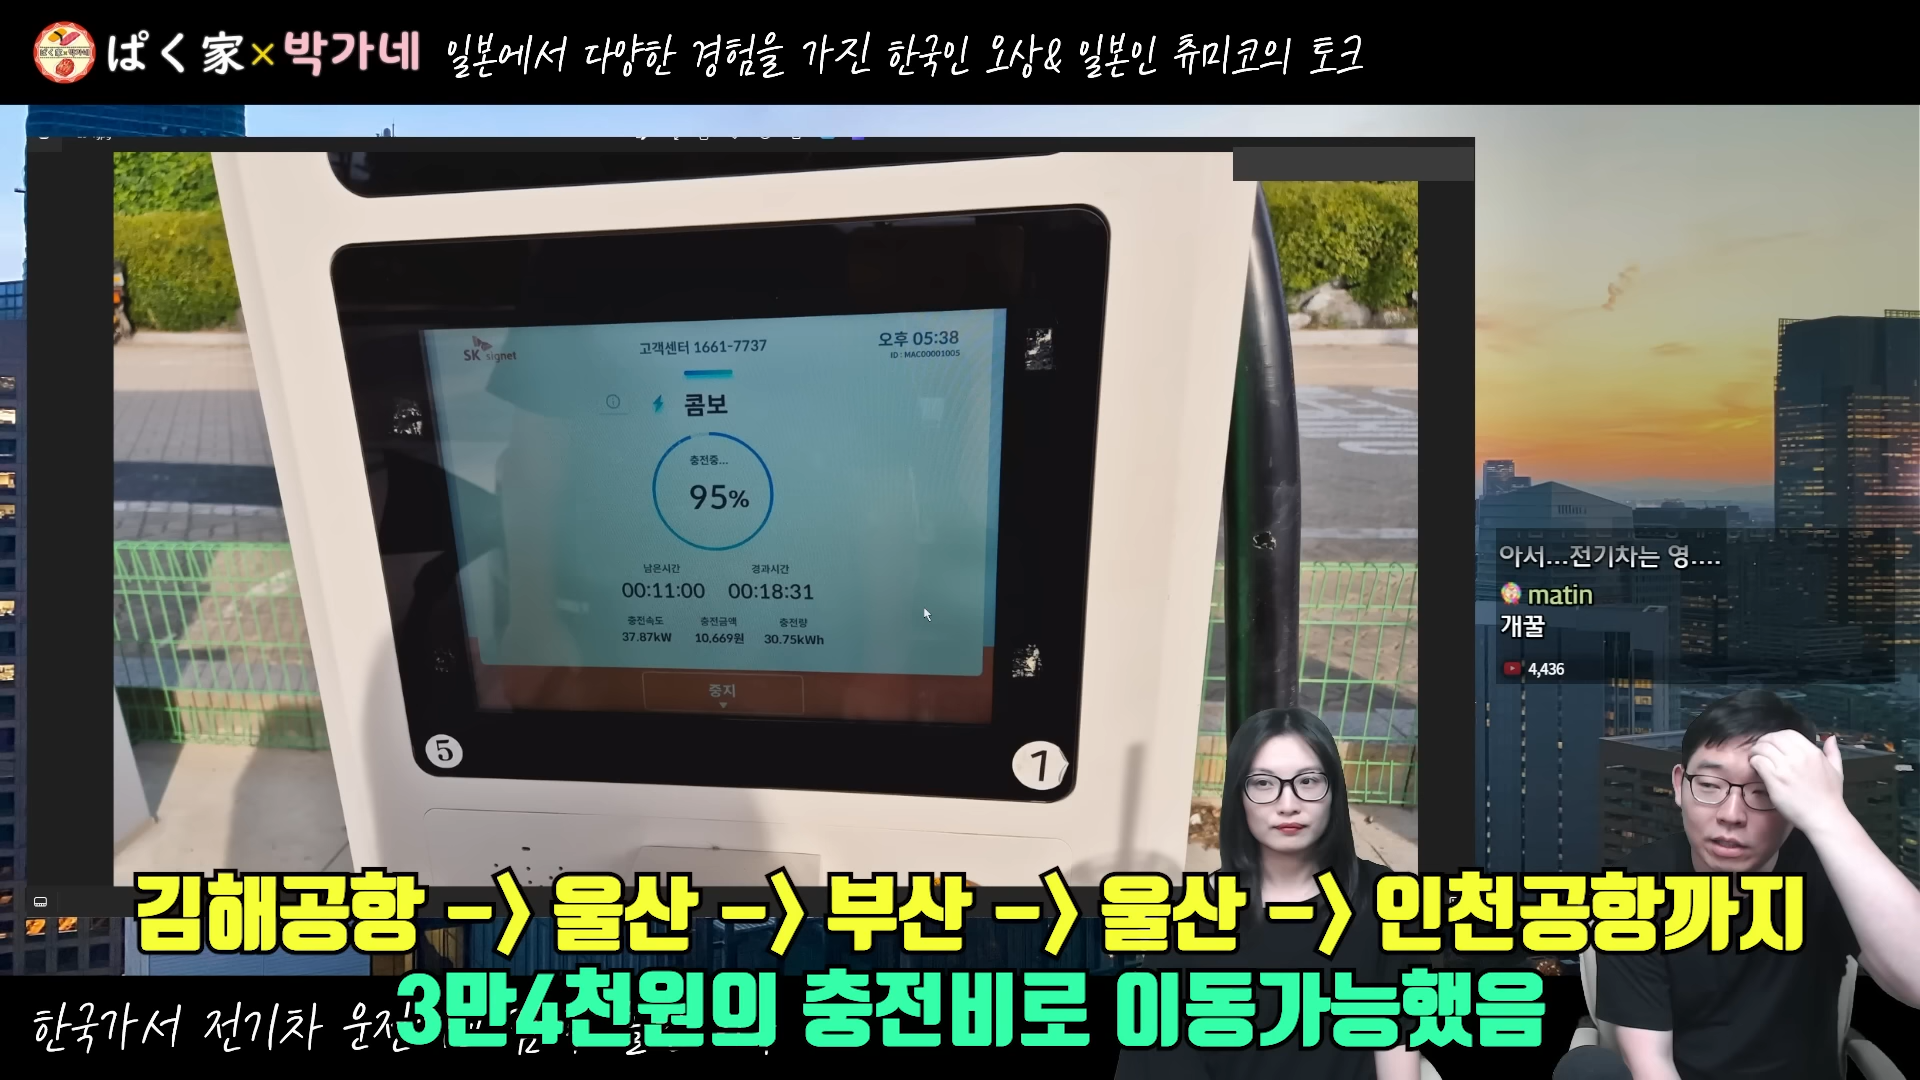 ぱく家×박가네 일본에서 다양한 경험을 가진 한국인 오상& 일본인 츄미코의 토크
SK signet
고객센터 1661-7737
오후 05:38
ID : MAC00001005
콤보
충전중...
95%
남은시간 경과시간
00:11:00 00:18:31
충전속도 충전금액 충전량
37.87kW 10,669원 30.75kWh
중지
5
1
아서...전기차는 영....
matin
개꿀
4,436
김해공항 -> 울산 -> 부산 -> 울산 -> 인천공항까지
3만4천원의 충전비로 이동가능했음
한국가서 전기차